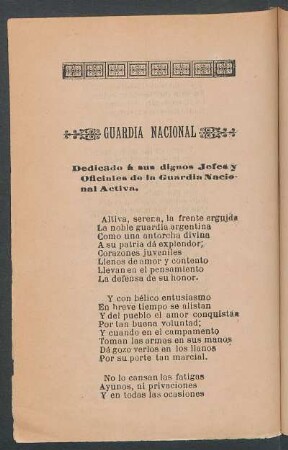 GUARDIA NACIONAL
Dedicado á sus dignos Jefes y
Oficiales de la Guardia Nacio-
nal Activa.
Altiva, serena, la frente erguida
La noble guardia argentina
Como una antorcha divina
A su patria dá explendor;
Corazones juveniles
Llenos de amor y contento
Llevan en el pensamiento
La defensa de su honor.
Y con bélico entusiasmo
En breve tiempo se alistan
Y del pueblo el amor conquistan
Por tan buena voluntad;
Y cuando en el campamento
Toman las armas en sus manos
Dá gozo verlos en los llanos
Por su porte tan marcial.
No lo cansan las fatigas
Ayunos, ni privaciones
Y en todas las ocasiones